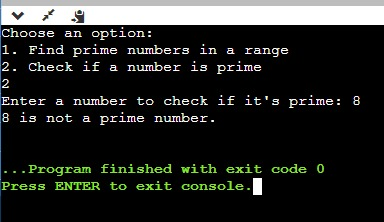 Choose an option:
1. Find prime numbers in a range
2. Check if a number is prime
2
Enter a number to check if it's prime: 8
8 is not a prime number.
...Program finished with exit code 0
Press ENTER to exit console.